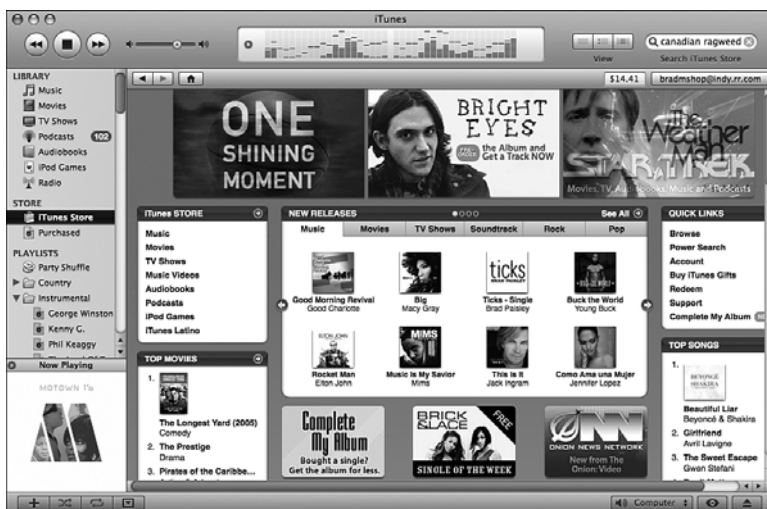 iTunes
canadian ragweed
View
Search iTunes Store
$14.41
bradmshop@indy.rr.com
LIBRARY
Music
Movies
TV Shows
Podcasts 102
Audiobooks
iPod Games
Radio
STORE
iTunes Store
Purchased
PLAYLISTS
Party Shuffle
Country
Instrumental
George Winston
Kenny G.
Phil Keaggy
Now Playing
MOTOWN 1's
ONE
SHINING
MOMENT
BRIGHT
EYES
PRE-ORDER the Album and
Get a Track NOW
The
Weather
Man
STAR TREK
Movies, TV, Audiobooks, Music and Podcasts
iTunes STORE
Music
Movies
TV Shows
Music Videos
Audiobooks
Podcasts
iPod Games
iTunes Latino
TOP MOVIES
1.
The Longest Yard (2005)
Comedy
2. The Prestige
Drama
3. Pirates of the Caribbe...
NEW RELEASES
See All
Music Movies TV Shows Soundtrack Rock Pop
Good Morning Revival
Good Charlotte
Big
Macy Gray
ticks
BRAD PAISLEY
Ticks - Single
Brad Paisley
Buck the World
Young Buck
ELTON JOHN
Rocket Man
Elton John
MIMS
Music Is My Savior
Mims
This Is It
Jack Ingram
Como Ama una Mujer
Jennifer Lopez
Complete
My Album
Bought a single?
Get the album for less.
BRICK
& LACE
FREE
SINGLE OF THE WEEK
ONN
ONION NEWS NETWORK
New from The
Onion: Video
QUICK LINKS
Browse
Power Search
Account
Buy iTunes Gifts
Redeem
Support
Complete My Album
TOP SONGS
1.
BEYONCÉ
SHAKIRA
Beautiful Liar
Beyoncé & Shakira
2. Girlfriend
Avril Lavigne
3. The Sweet Escape
Gwen Stefani
Computer